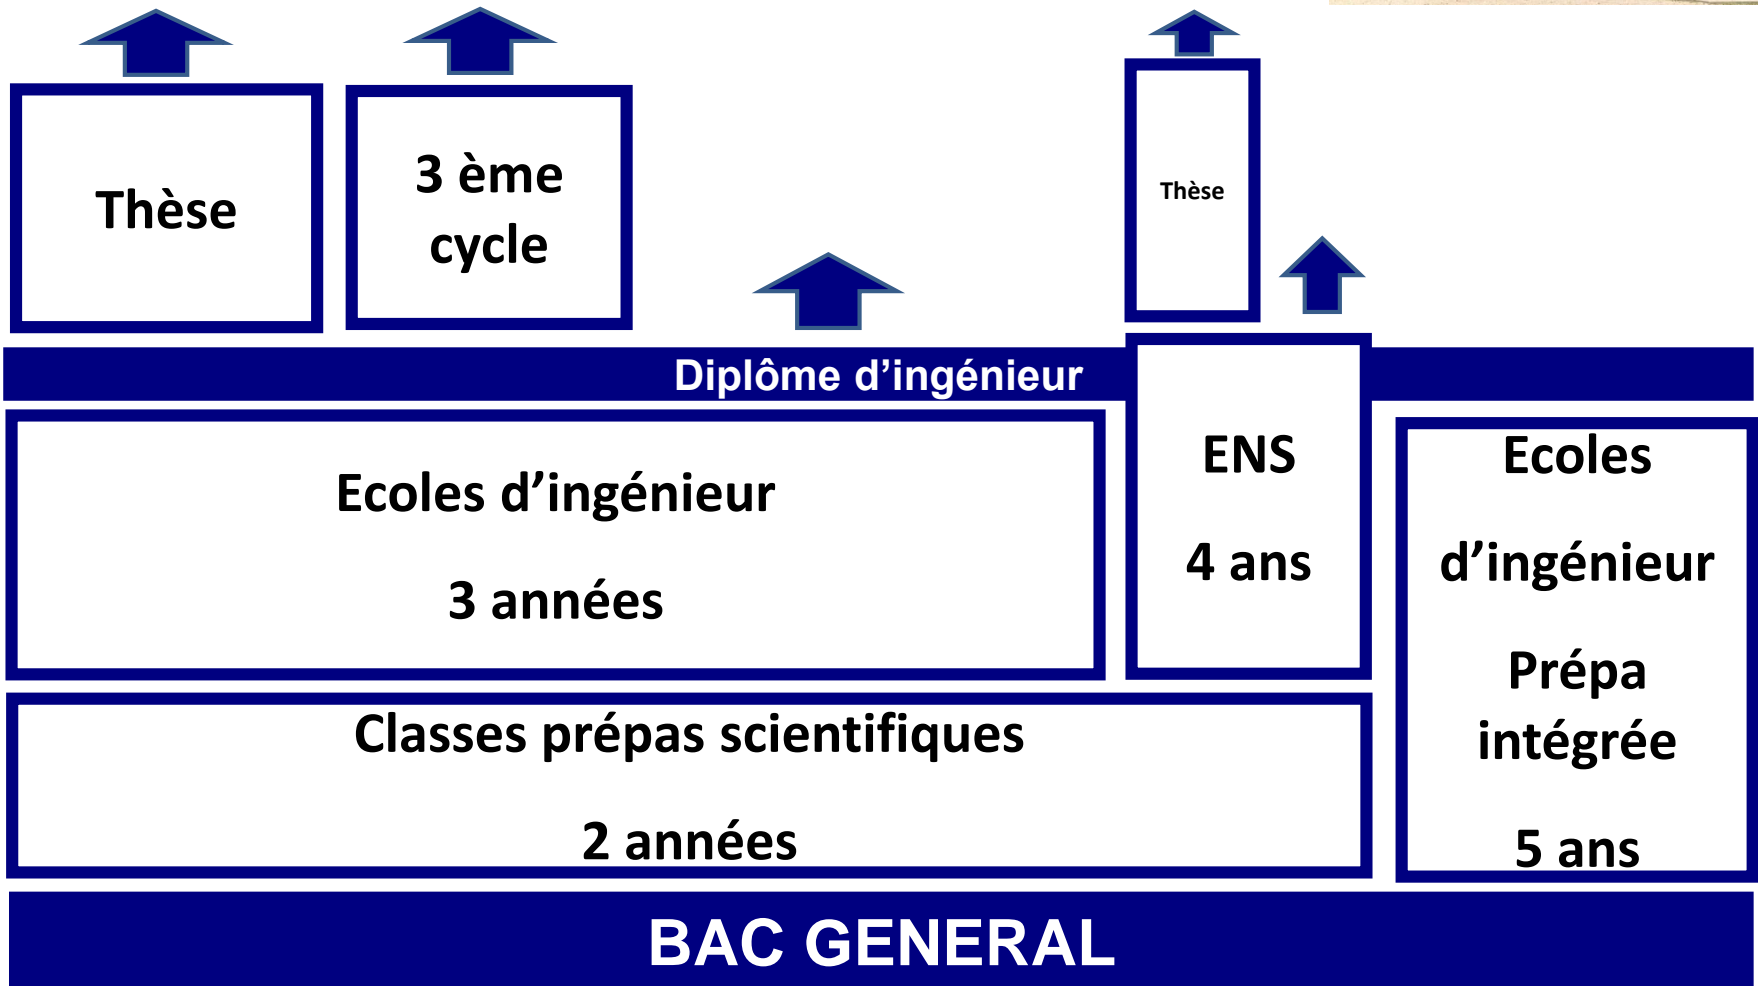 Thèse
3 ème
cycle
Thèse
Diplôme d’ingénieur
Ecoles d’ingénieur
3 années
ENS
4 ans
Ecoles
d’ingénieur
Prépa
intégrée
5 ans
Classes prépas scientifiques
2 années
BAC GENERAL